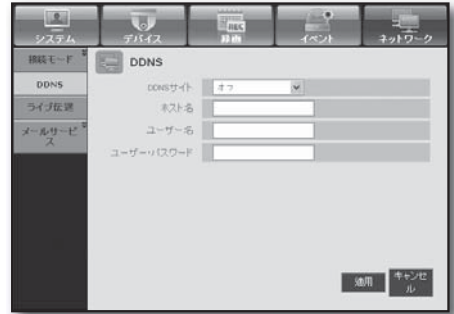 システム
デバイス
REC
録画
イベント
ネットワーク
接続モード
DDNS
ライブ伝送
メールサービ
ス
DDNS
DDNSサイト
オフ
ホスト名
ユーザー名
ユーザー・パスワード
適用
キャンセ
ル